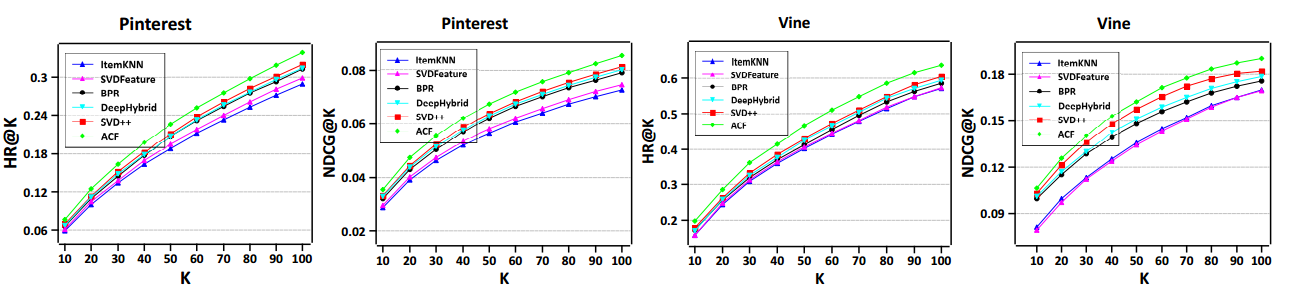 Pinterest
HR@K
0.3
0.24
0.18
0.12
0.06
ItemKNN
SVDFeature
BPR
DeepHybrid
SVD++
ACF
10 20 30 40 50 60 70 80 90 100
K
Pinterest
NDCG@K
0.08
0.06
0.04
0.02
ItemKNN
SVDFeature
BPR
DeepHybrid
SVD++
ACF
10 20 30 40 50 60 70 80 90 100
K
Vine
HR@K
0.6
0.5
0.4
0.3
0.2
ItemKNN
SVDFeature
BPR
DeepHybrid
SVD++
ACF
10 20 30 40 50 60 70 80 90 100
K
Vine
NDCG@K
0.18
0.15
0.12
0.09
ItemKNN
SVDFeature
BPR
DeepHybrid
SVD++
ACF
10 20 30 40 50 60 70 80 90 100
K